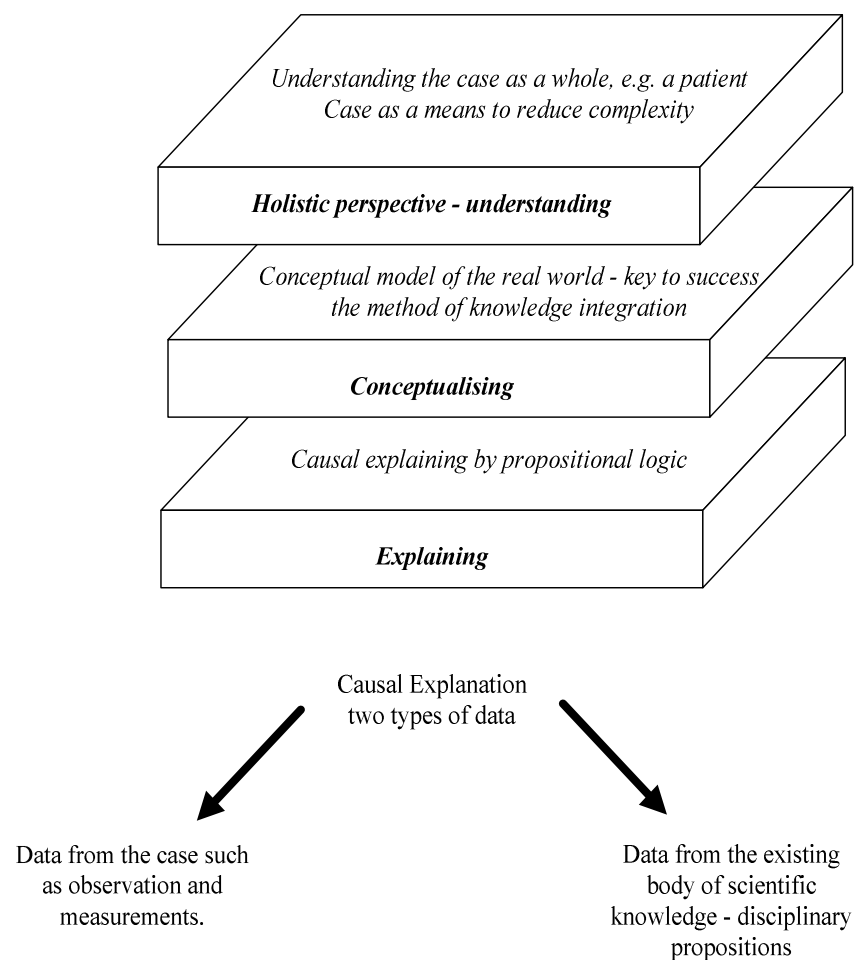 Understanding the case as a whole, e.g. a patient
Case as a means to reduce complexity
Holistic perspective - understanding
Conceptual model of the real world - key to success
the method of knowledge integration
Conceptualising
Causal explaining by propositional logic
Explaining
Causal Explanation
two types of data
Data from the case such
as observation and
measurements.
Data from the existing
body of scientific
knowledge - disciplinary
propositions